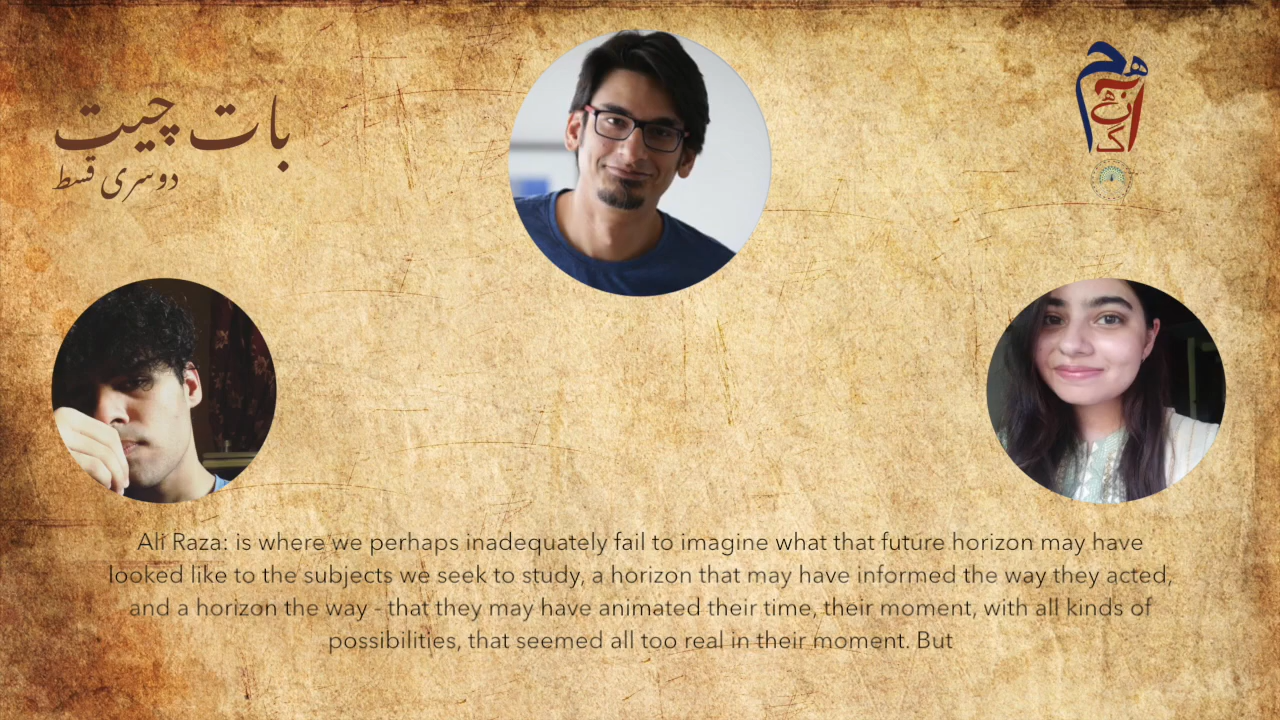 بات چیت
دوسری قسط
ہم آہنگ
Ali Raza: is where we perhaps inadequately fail to imagine what that future horizon may have
looked like to the subjects we seek to study, a horizon that may have informed the way they acted,
and a horizon the way - that they may have animated their time, their moment, with all kinds of
possibilities, that seemed all too real in their moment. But